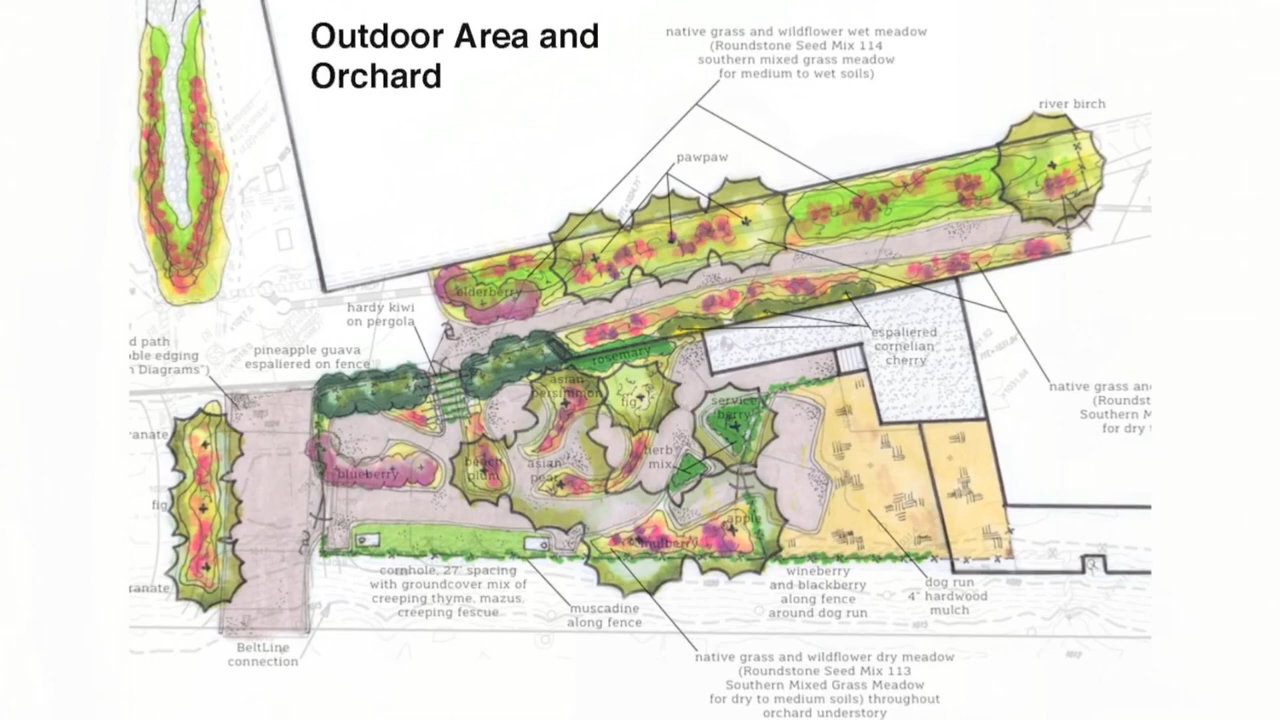 Outdoor Area and
Orchard
native grass and wildflower wet meadow
(Roundstone Seed Mix 114
southern mixed grass meadow
for medium to wet soils)
river birch
pawpaw
elderberry
hardy kiwi
on pergola
d path
ble edging
n Diagrams")
pineapple guava
espaliered on fence
rosemary
espaliered
cornelian
cherry
asian
persimmon
fig
service
berry
native grass an
(Roundst
Southern M
for dry
anate
blueberry
beach
plum
asian
pear
herb
mix
fig
apple
mulberry
ranate
cornhole, 27' spacing
with groundcover mix of
creeping thyme, mazus,
creeping fescue
muscadine
along fence
wineberry
and blackberry
along fence
around dog run
dog run
4" hardwood
mulch
BeltLine
connection
native grass and wildflower dry meadow
(Roundstone Seed Mix 113
Southern Mixed Grass Meadow
for dry to medium soils) throughout
orchard understory